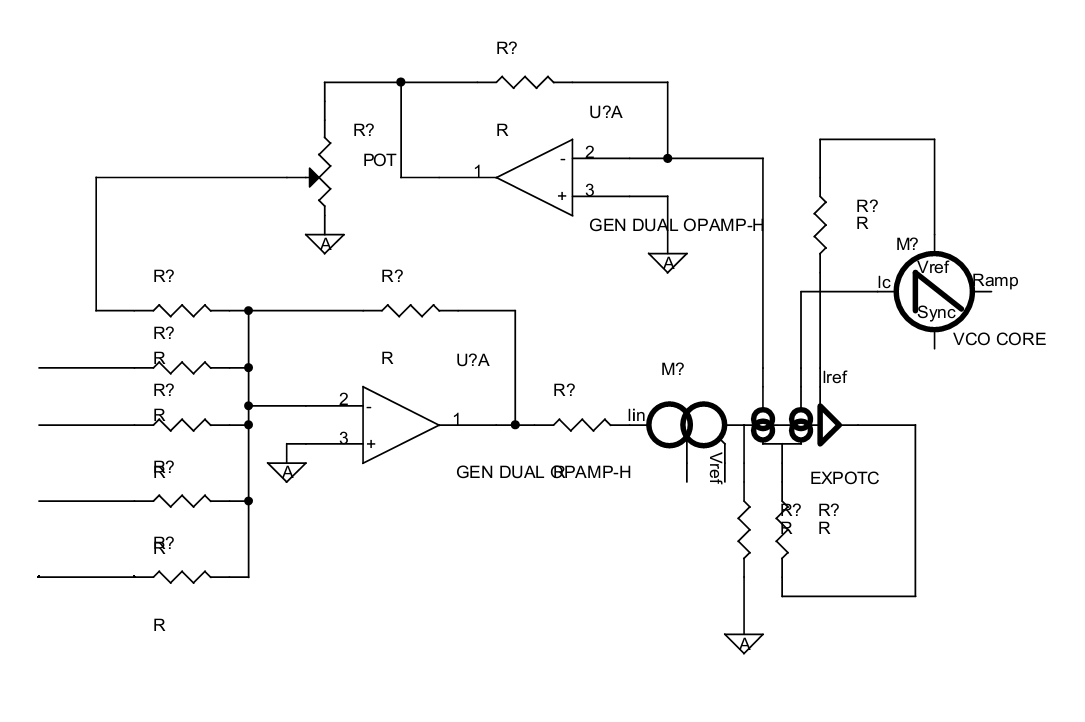 R?
U?A
R?
R
POT
2
1
-
A
3
+
GEN DUAL OPAMP-H
A
R?
R
M?
Vref
Ic
Ramp
Sync
VCO CORE
R?
R?
R?
R
R
U?A
R?
R
M?
R?
Iref
2
-
Iin
1
3
+
A
R?
R
GEN DUAL OPAMP-H
R
Vref
EXPOTC
R?
R
R?
R
R?
R
R
A